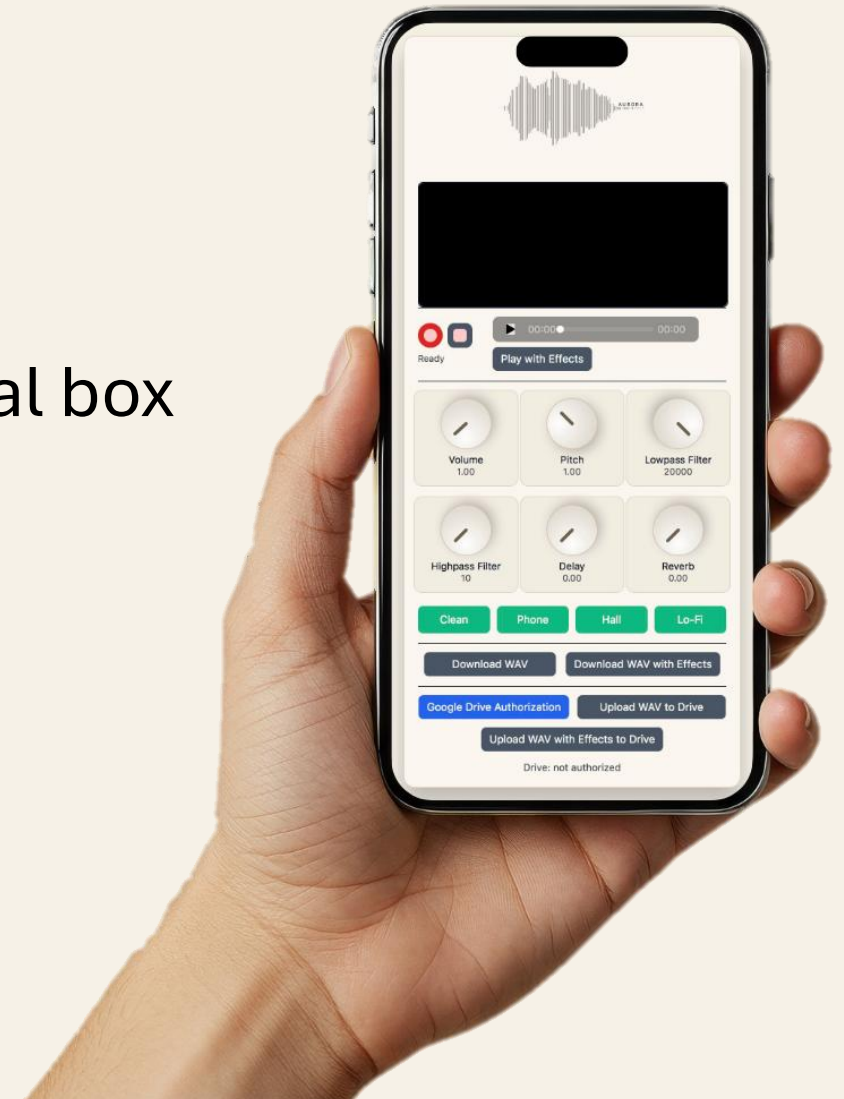 al box
AURORA
00:00
00:00
Ready
Play with Effects
Volume
1.00
Pitch
1.00
Lowpass Filter
20000
Highpass Filter
10
Delay
0.00
Reverb
0.00
Clean
Phone
Hall
Lo-Fi
Download WAV
Download WAV with Effects
Google Drive Authorization
Upload WAV to Drive
Upload WAV with Effects to Drive
Drive: not authorized